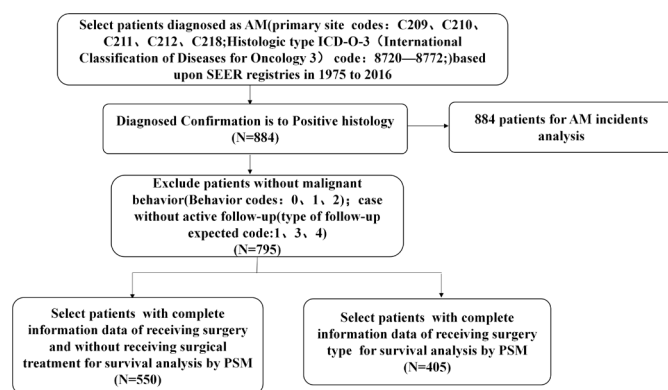 Select patients diagnosed as AM(primary site codes：C209、C210、
C211、C212、C218;Histologic type ICD-O-3（International
Classification of Diseases for Oncology 3） code：8720—8772;)based
upon SEER registries in 1975 to 2016
Diagnosed Confirmation is to Positive histology
(N=884)
884 patients for AM incidents
analysis
Exclude patients without malignant
behavior(Behavior codes：0、1、2)；case
without active follow-up(type of follow-up
expected code:1、3、4)
(N=795)
Select patients with complete
information data of receiving surgery
and without receiving surgical
treatment for survival analysis by PSM
(N=550)
Select patients with complete
information data of receiving surgery
type for survival analysis by PSM
(N=405)